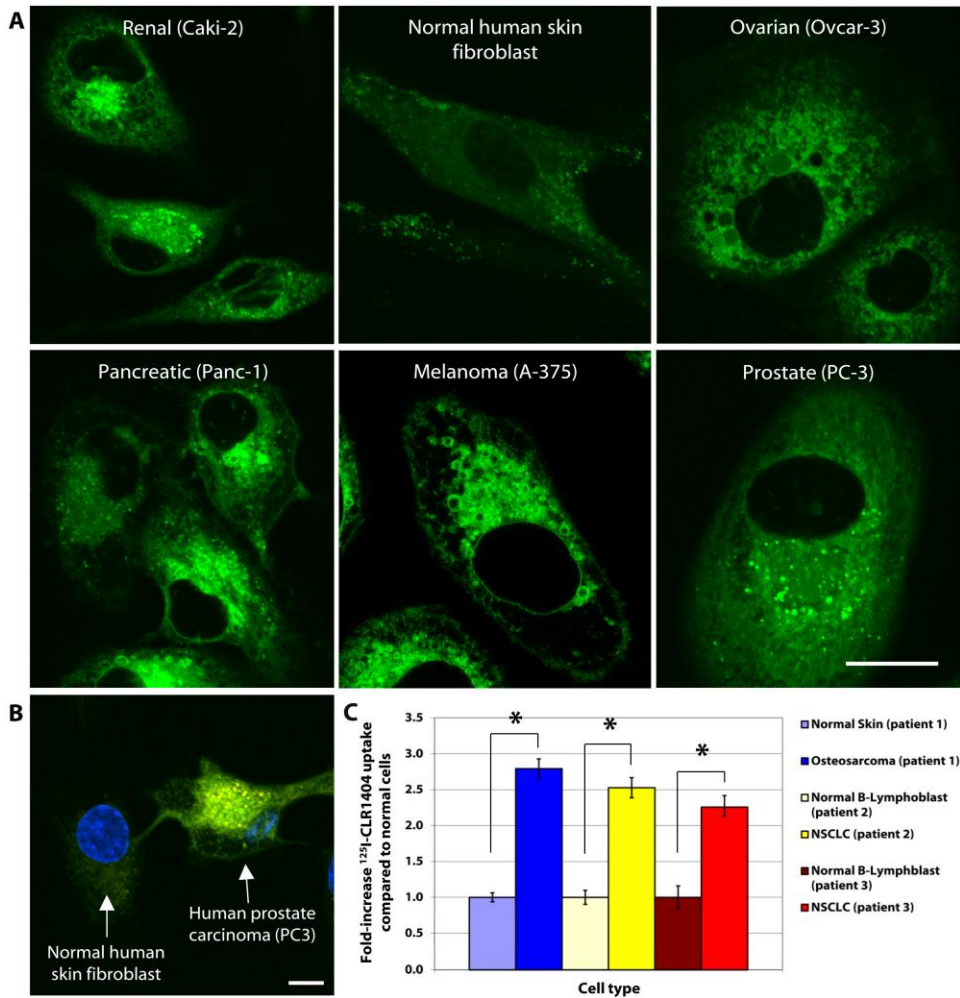 A
Renal (Caki-2)
Normal human skin
fibroblast
Ovarian (Ovcar-3)
Pancreatic (Panc-1)
Melanoma (A-375)
Prostate (PC-3)
B
Normal human
skin fibroblast
Human prostate
carcinoma (PC3)
C
Fold-increase ¹²⁵I-CLR1404 uptake
compared to normal cells
3.5
3.0
2.5
2.0
1.5
1.0
0.5
0.0
*
*
*
Cell type
Normal Skin (patient 1)
Osteosarcoma (patient 1)
Normal B-Lymphoblast
(patient 2)
NSCLC (patient 2)
Normal B-Lymphblast
(patient 3)
NSCLC (patient 3)